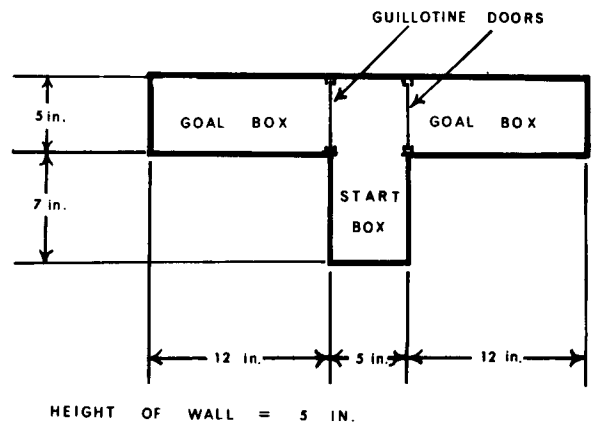 GUILLOTINE DOORS
5 in.
GOAL BOX
GOAL BOX
7 in.
START
BOX
12 in.
5 in.
12 in.
HEIGHT OF WALL = 5 IN.